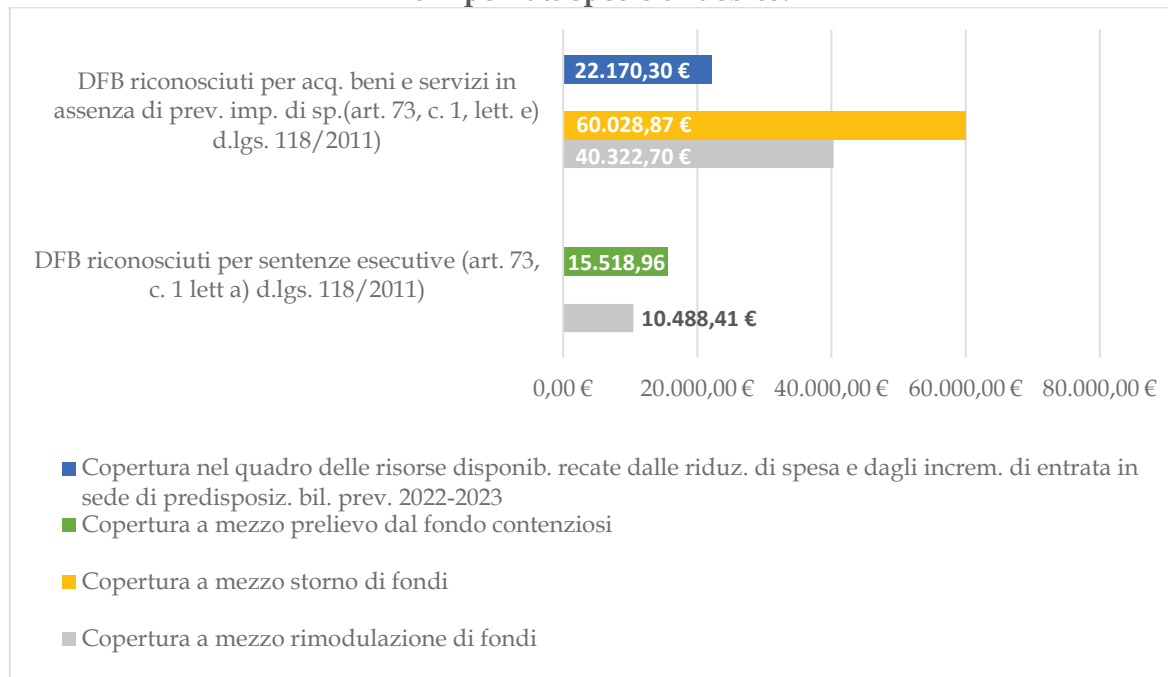 DFB riconosciuti per acq. beni e servizi in
assenza di prev. imp. di sp.(art. 73, c. 1, lett. e)
d.lgs. 118/2011)
22.170,30 €
60.028,87 €
40.322,70 €
DFB riconosciuti per sentenze esecutive (art. 73,
c. 1 lett a) d.lgs. 118/2011)
15.518,96
10.488,41 €
0,00 € 20.000,00 € 40.000,00 € 60.000,00 € 80.000,00 €
Copertura nel quadro delle risorse disponib. recate dalle riduz. di spesa e dagli increm. di entrata in
sede di predisposiz. bil. prev. 2022-2023
Copertura a mezzo prelievo dal fondo contenziosi
Copertura a mezzo storno di fondi
Copertura a mezzo rimodulazione di fondi